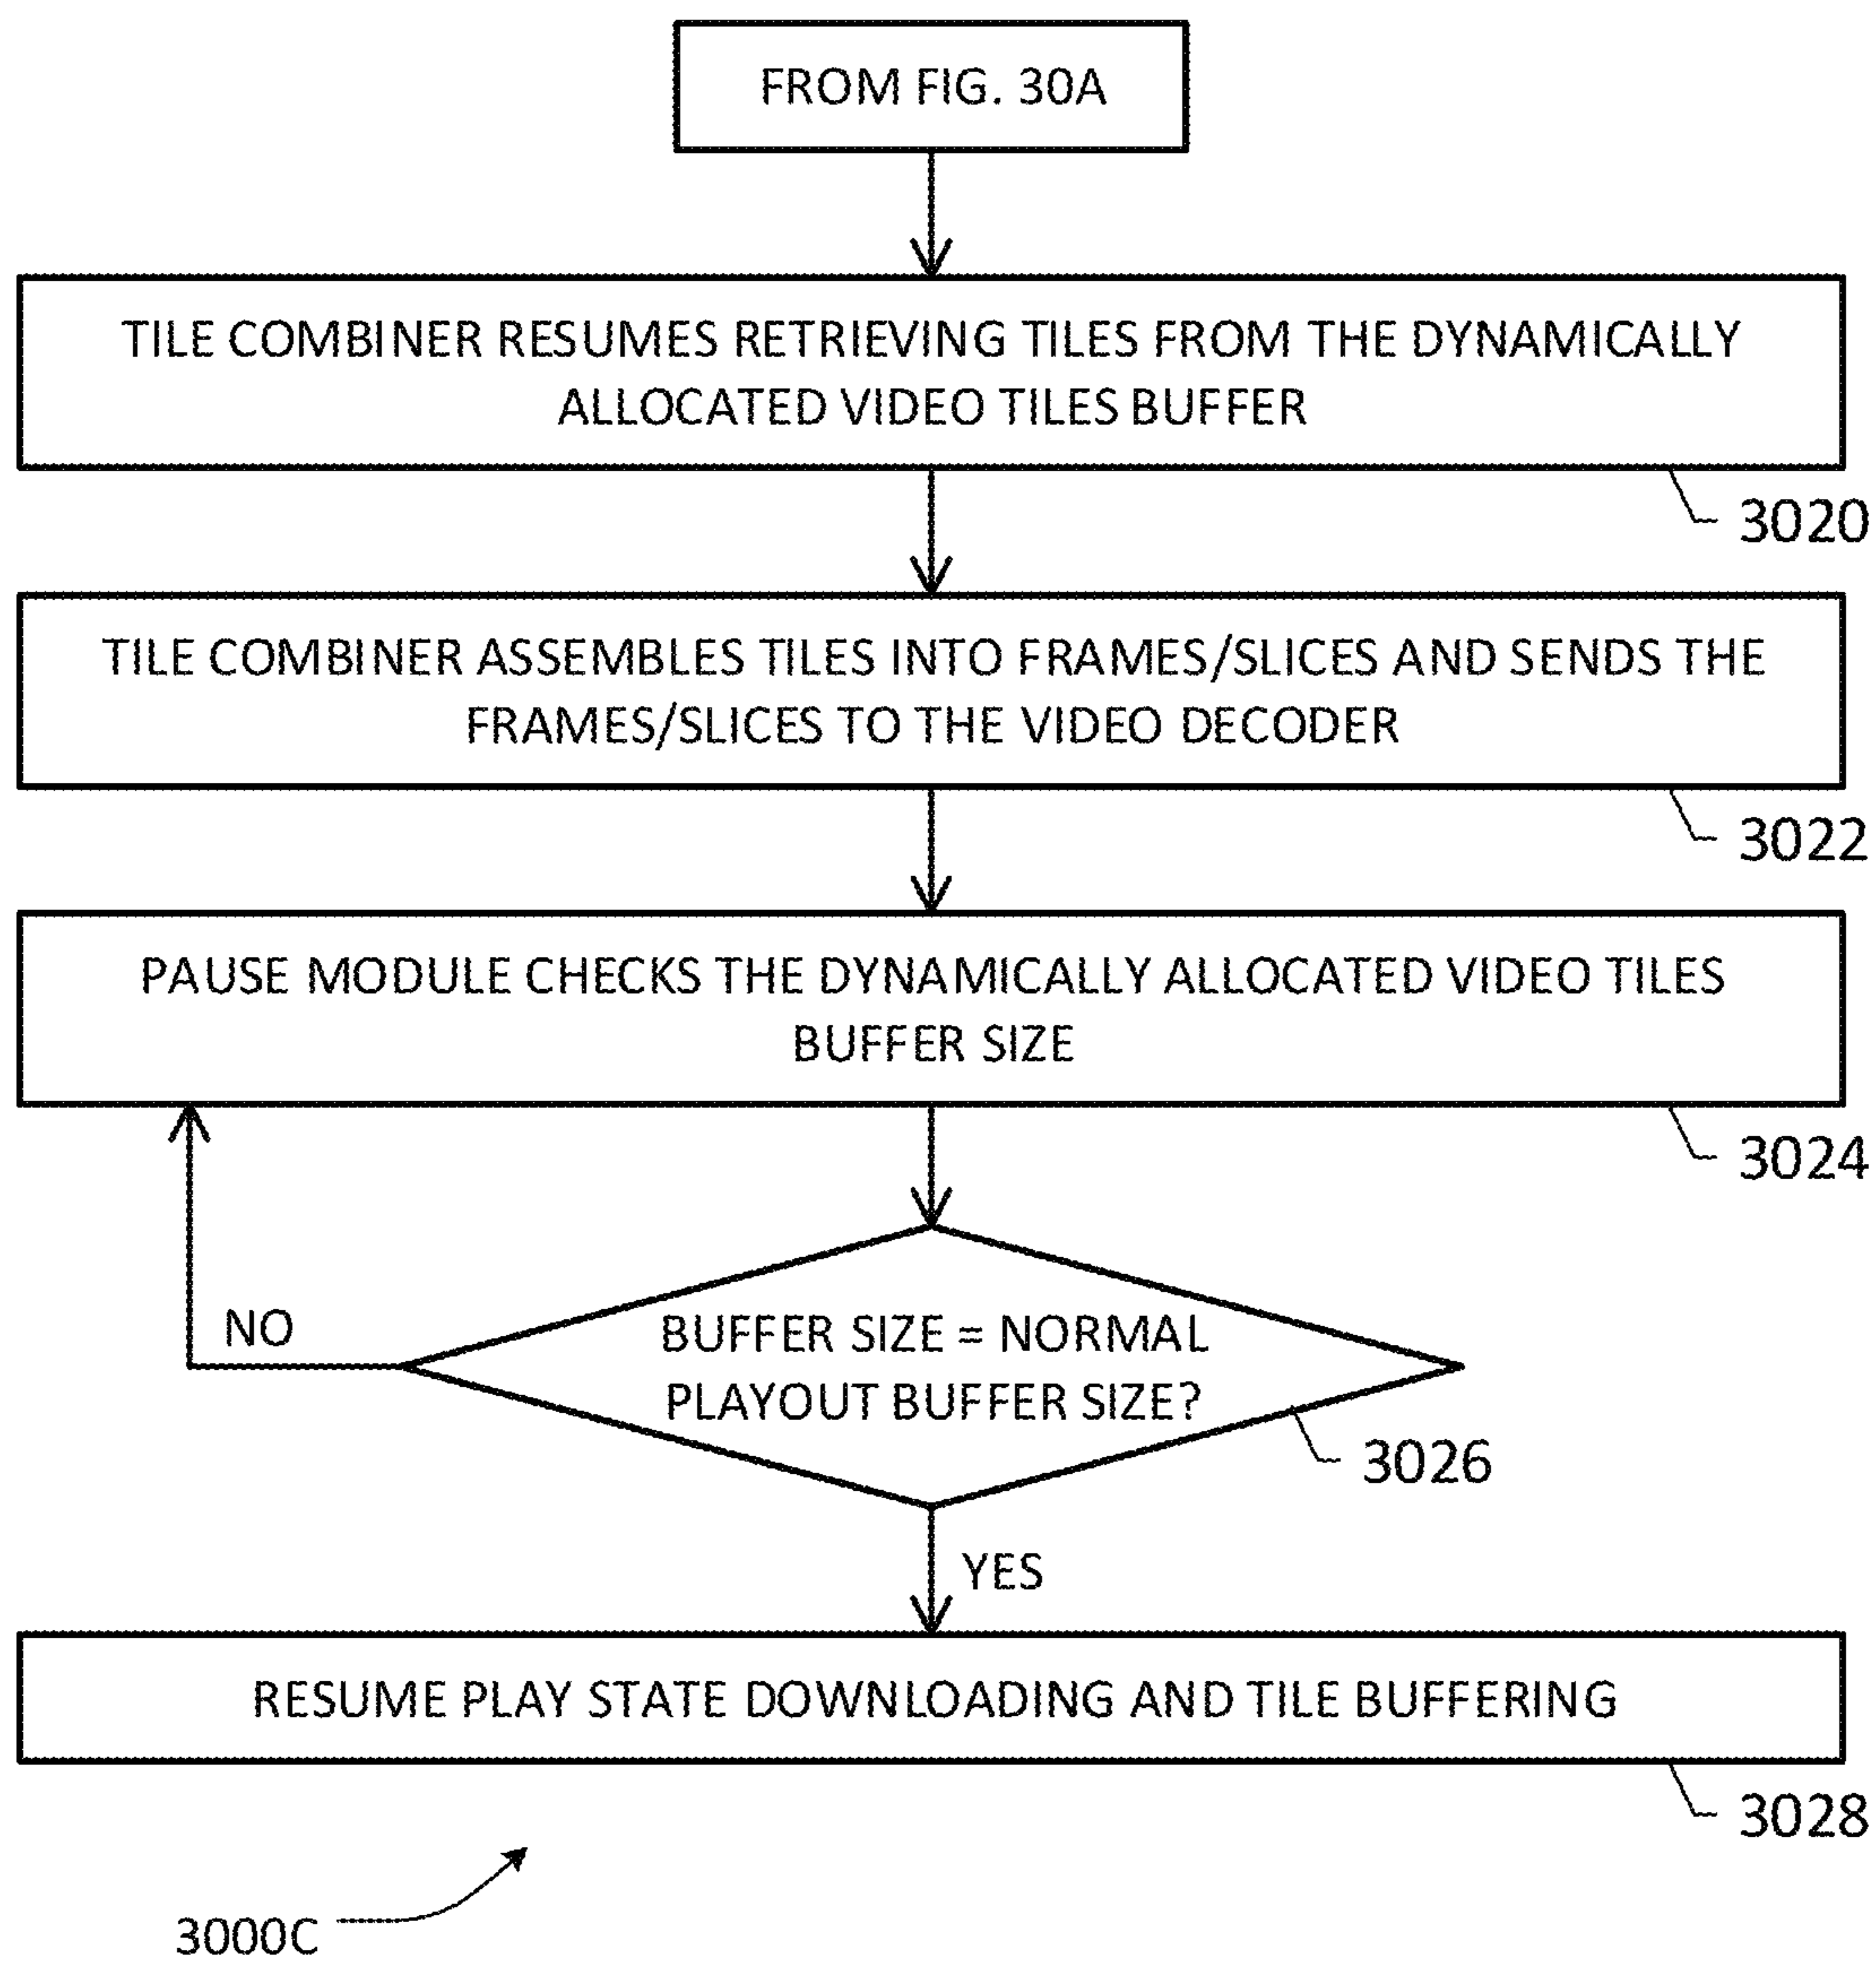 FROM FIG. 30A
TILE COMBINER RESUMES RETRIEVING TILES FROM THE DYNAMICALLY
ALLOCATED VIDEO TILES BUFFER
3020
TILE COMBINER ASSEMBLES TILES INTO FRAMES/SLICES AND SENDS THE
FRAMES/SLICES TO THE VIDEO DECODER
3022
PAUSE MODULE CHECKS THE DYNAMICALLY ALLOCATED VIDEO TILES
BUFFER SIZE
3024
NO
BUFFER SIZE = NORMAL
PLAYOUT BUFFER SIZE?
3026
YES
RESUME PLAY STATE DOWNLOADING AND TILE BUFFERING
3028
3000C